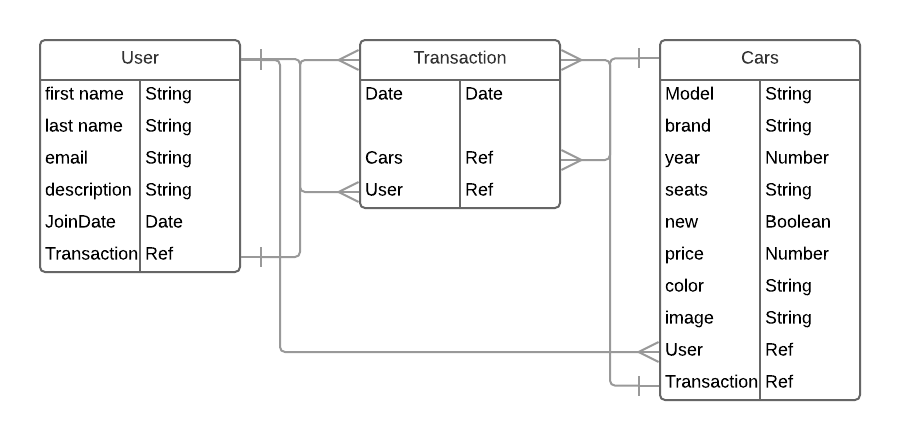 User
first name String
last name String
email String
description String
JoinDate Date
Transaction Ref
Transaction
Date Date
Cars Ref
User Ref
Cars
Model String
brand String
year Number
seats String
new Boolean
price Number
color String
image String
User Ref
Transaction Ref